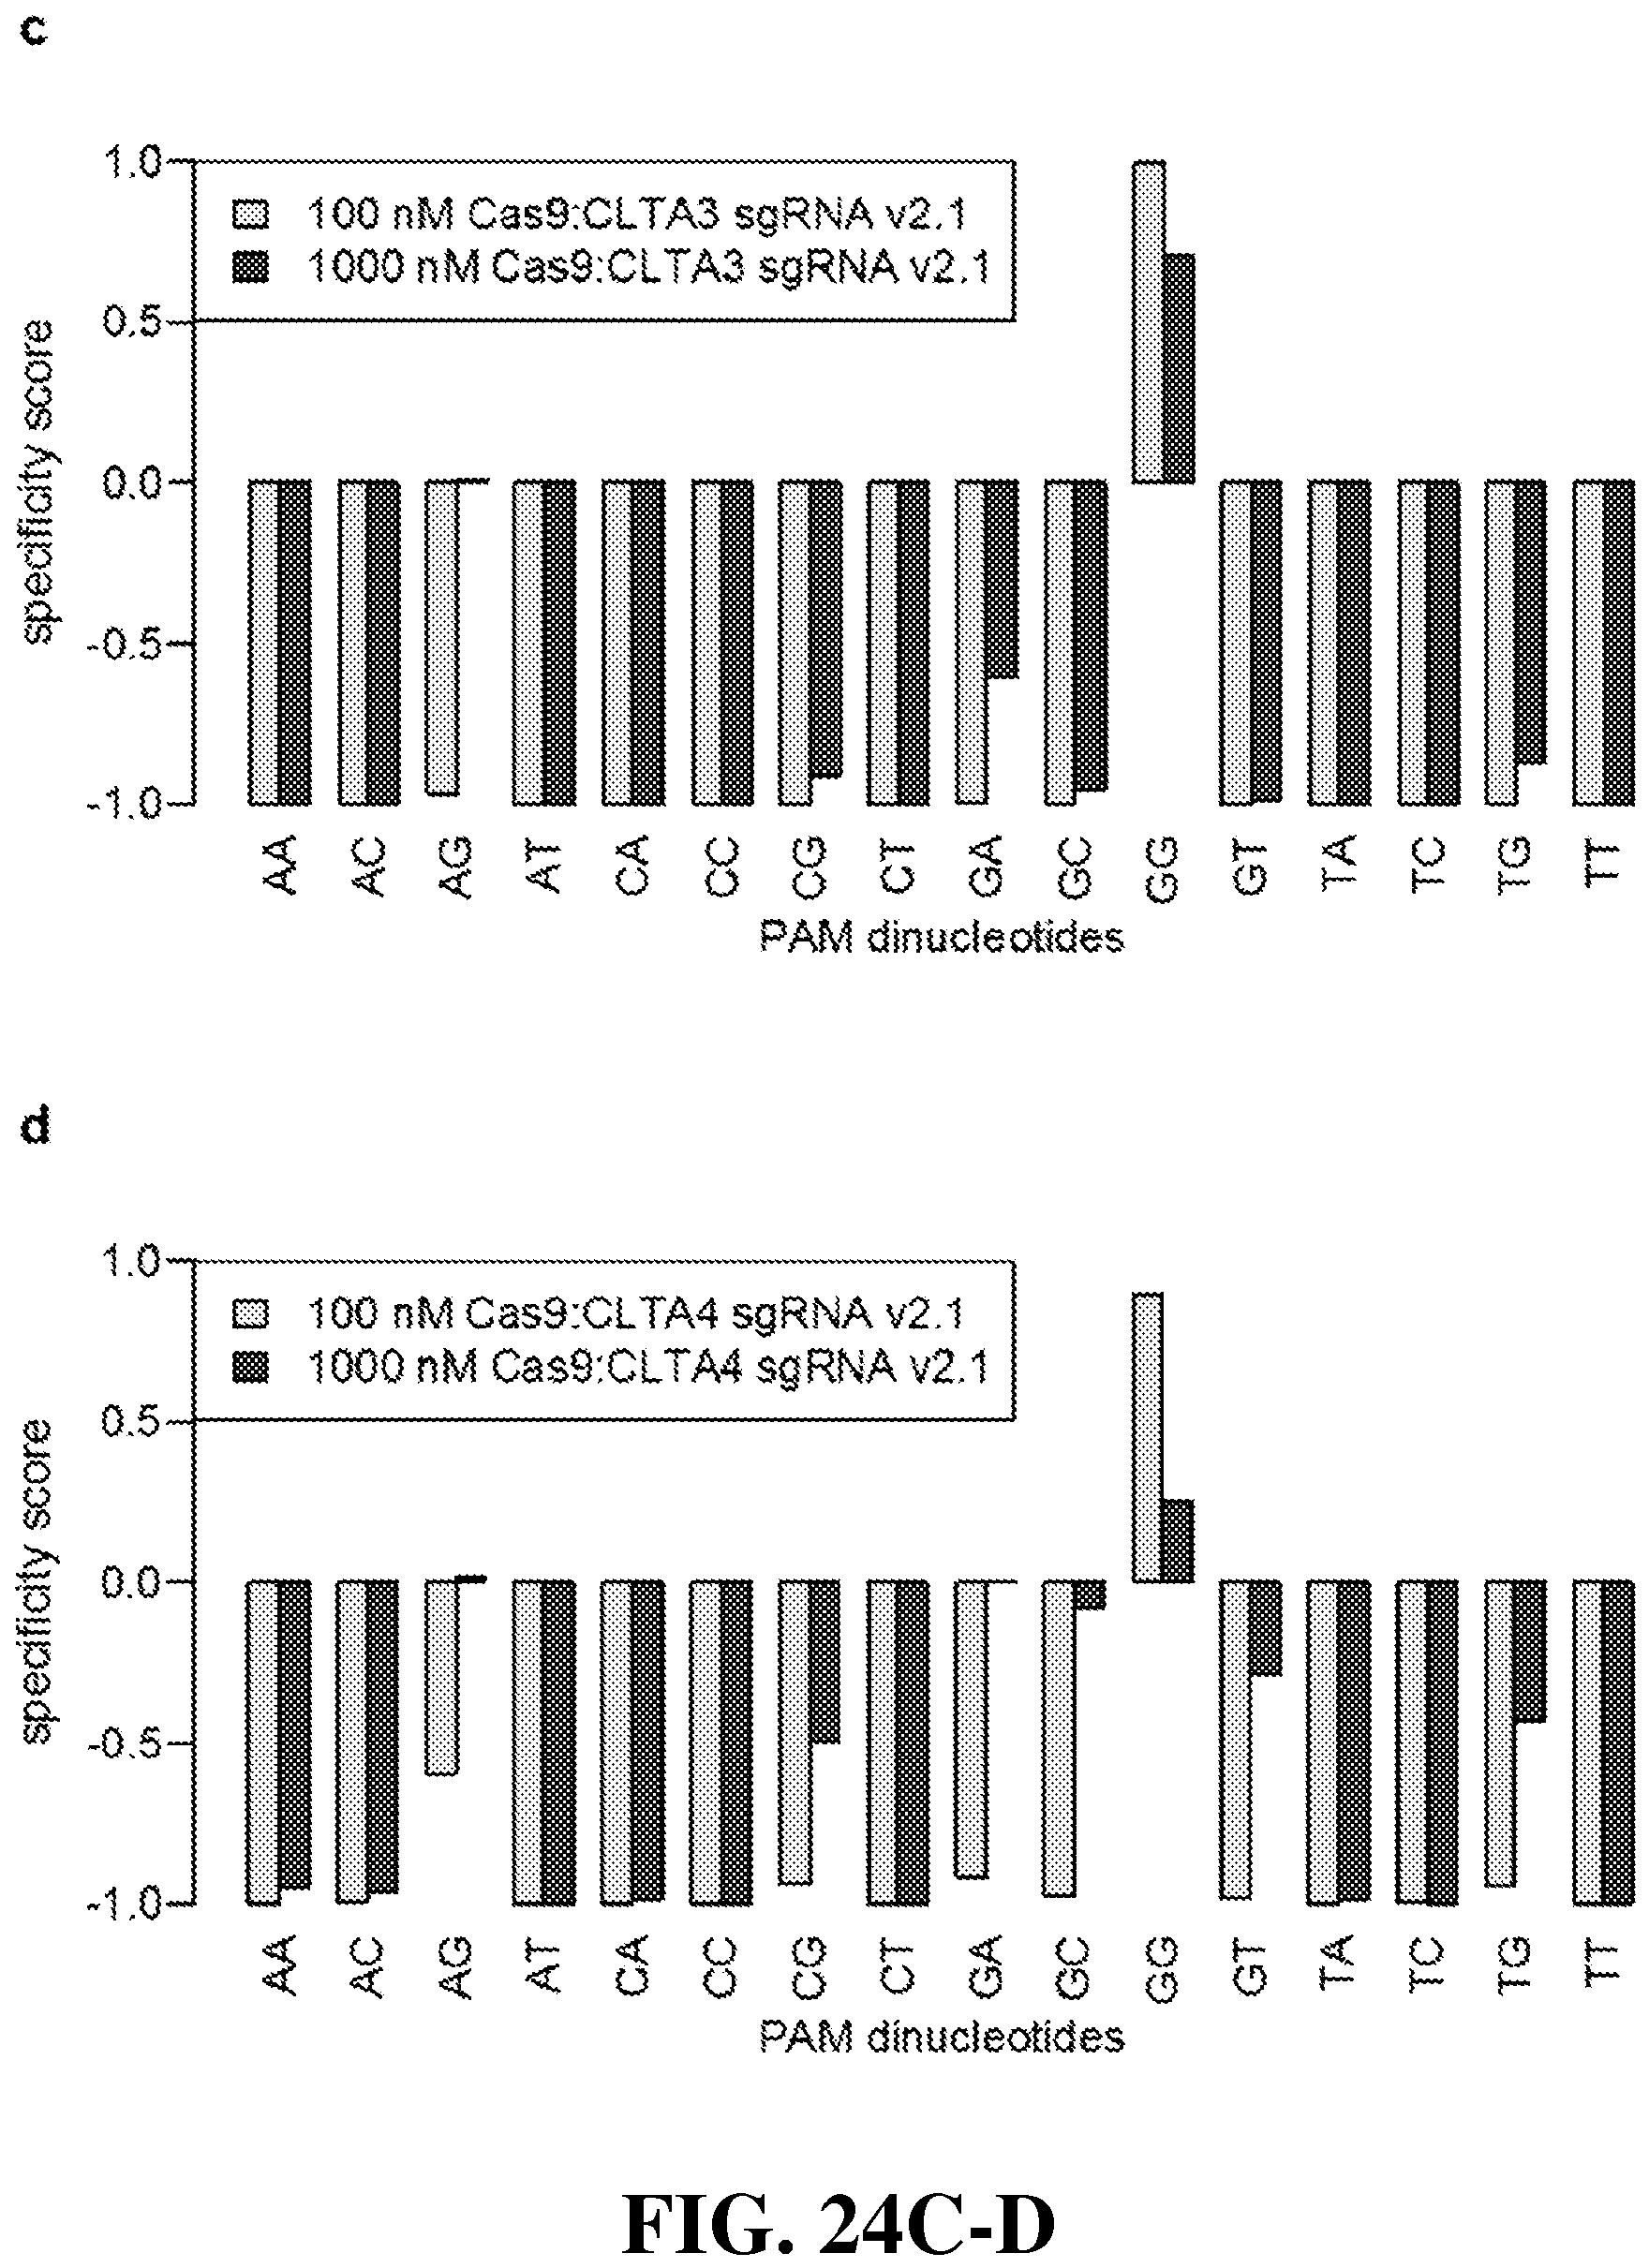 c
1.0
100 nM Cas9:CLTA3 sgRNA v2.1
1000 nM Cas9:CLTA3 sgRNA v2.1
0.5
0.0
-0.5
-1.0
specificity score
AA AC AG AT CA CC CG CT GA GC GG GT TA TC TG TT
PAM dinucleotides
d
1.0
100 nM Cas9:CLTA4 sgRNA v2.1
1000 nM Cas9:CLTA4 sgRNA v2.1
0.5
0.0
-0.5
-1.0
specificity score
AA AC AG AT CA CC CG CT GA GC GG GT TA TC TG TT
PAM dinucleotides
FIG. 24C-D